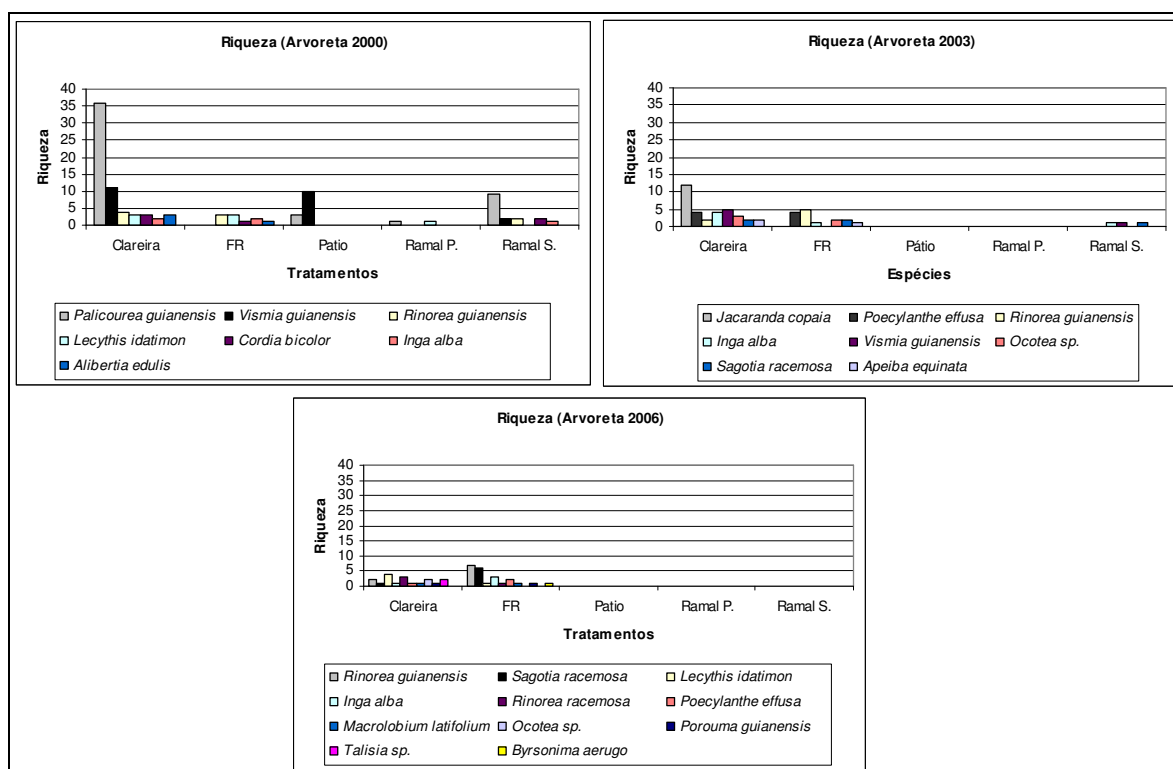 Riqueza (Arvoreta 2000)
Riqueza
40
35
30
25
20
15
10
5
0
Clareira FR Patio Ramal P. Ramal S.
Tratamentos
Palicourea guianensis Vismia guianensis Rinorea guianensis
Lecythis idatimon Cordia bicolor Inga alba
Alibertia edulis
Riqueza (Arvoreta 2003)
Riqueza
40
35
30
25
20
15
10
5
0
Clareira FR Pátio Ramal P. Ramal S.
Espécies
Jacaranda copaia Poecylanthe effusa Rinorea guianensis
Inga alba Vismia guianensis Ocotea sp.
Sagotia racemosa Apeiba equinata
Riqueza (Arvoreta 2006)
Riqueza
40
35
30
25
20
15
10
5
0
Clareira FR Patio Ramal P. Ramal S.
Tratamentos
Rinorea guianensis Sagotia racemosa Lecythis idatimon
Inga alba Rinorea racemosa Poecylanthe effusa
Macrolobium latifolium Ocotea sp. Porouma guianensis
Talisia sp. Byrsonima aerugo